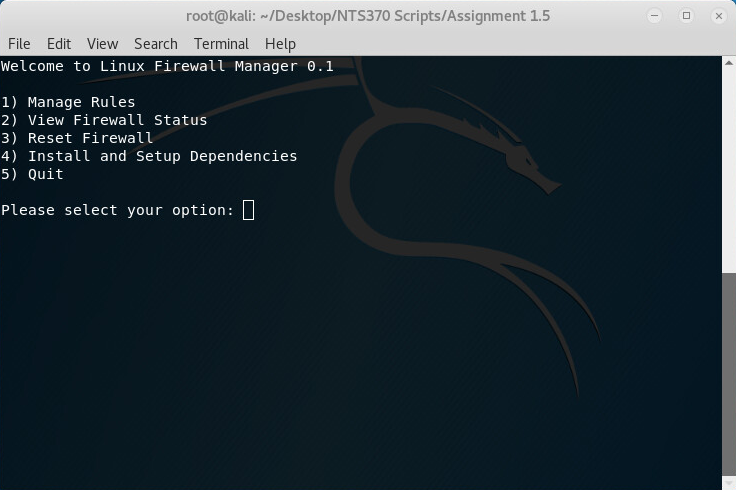 root@kali: ~/Desktop/NTS370 Scripts/Assignment 1.5
File Edit View Search Terminal Help
Welcome to Linux Firewall Manager 0.1
1) Manage Rules
2) View Firewall Status
3) Reset Firewall
4) Install and Setup Dependencies
5) Quit
Please select your option: